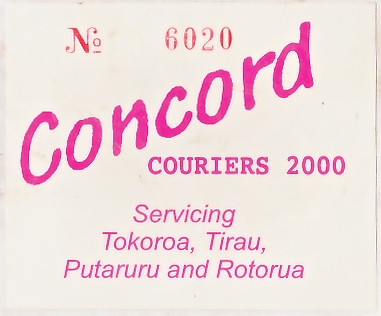 № 6020
Concord
COURIERS 2000
Servicing
Tokoroa, Tirau,
Putaruru and Rotorua